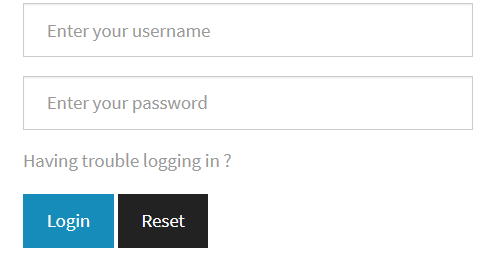 Enter your username
Enter your password
Having trouble logging in ?
Login Reset